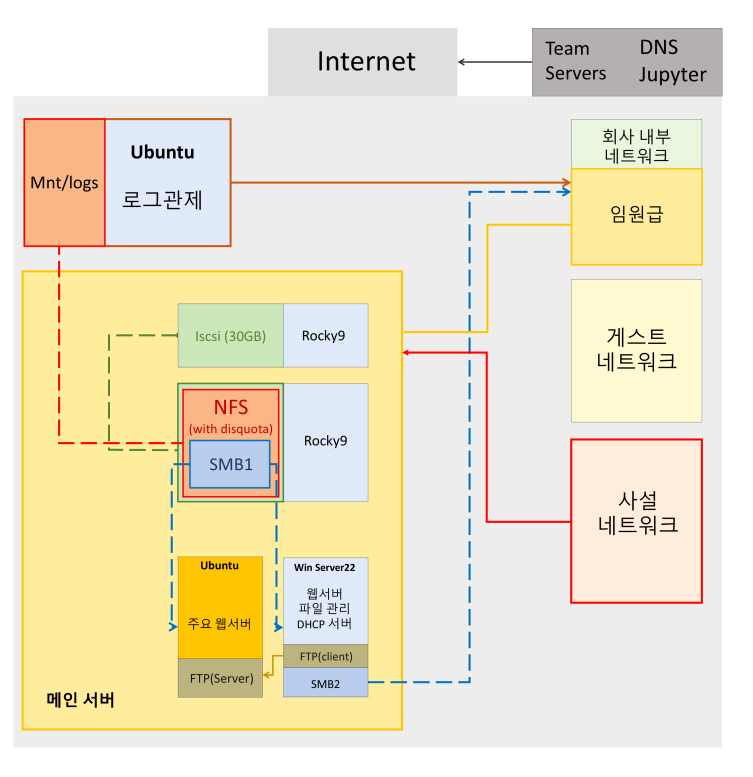 Internet
Team
Servers
DNS
Jupyter
Mnt/logs
Ubuntu
로그관제
회사 내부
네트워크
임원급
게스트
네트워크
사설
네트워크
Iscsi (30GB)
Rocky9
NFS
(with disquota)
SMB1
Rocky9
Ubuntu
주요 웹서버
FTP(Server)
Win Server22
웹서버
파일 관리
DHCP 서버
FTP(client)
SMB2
메인 서버